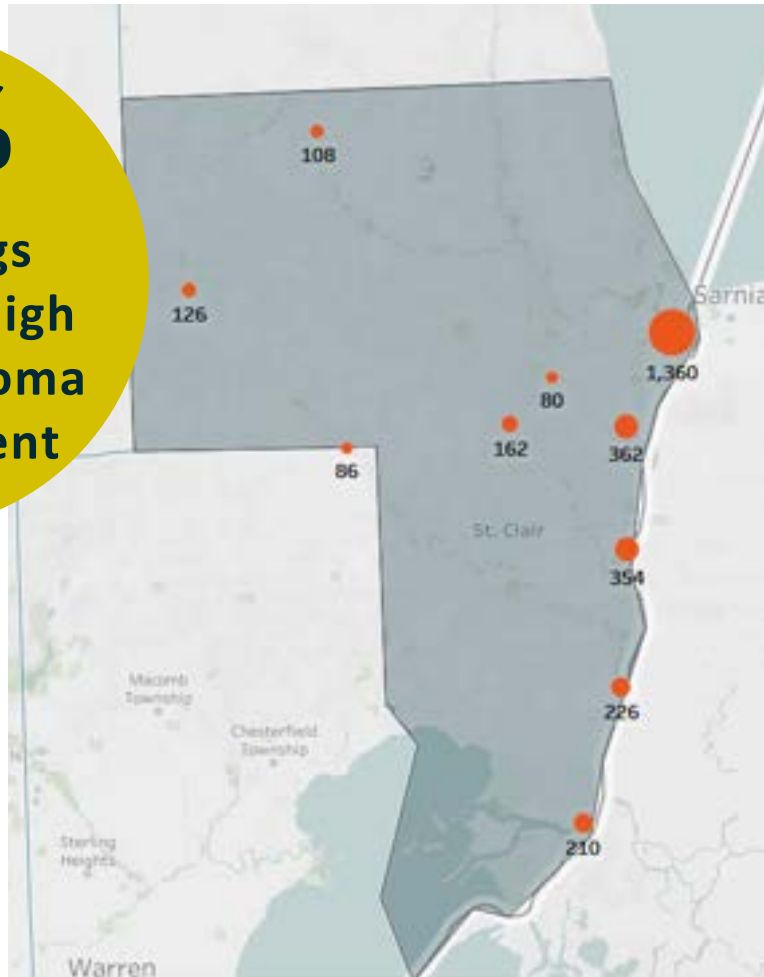 gs
igh
oma
ent
108
126
Sarnia
1,360
80
162
362
86
St. Clair
354
Macomb
Township
226
Chesterfield
Township
210
Sterling
Heights
Warren